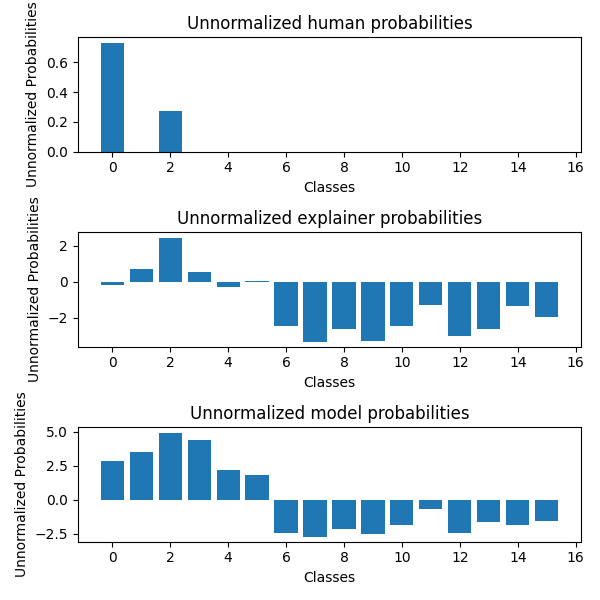 Unnormalized human probabilities
Unnormalized Probabilities
0.6
0.4
0.2
0.0
0 2 4 6 8 10 12 14 16
Classes
Unnormalized explainer probabilities
Unnormalized Probabilities
2
0
−2
0 2 4 6 8 10 12 14 16
Classes
Unnormalized model probabilities
Unnormalized Probabilities
5.0
2.5
0.0
−2.5
0 2 4 6 8 10 12 14 16
Classes